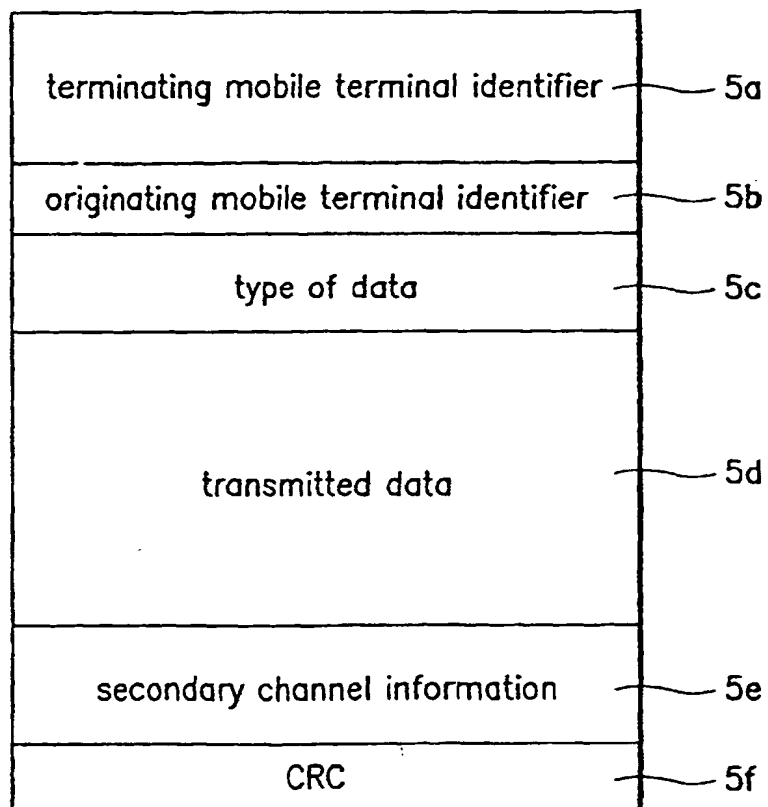 terminating mobile terminal identifier 5a
originating mobile terminal identifier 5b
type of data 5c
transmitted data 5d
secondary channel information 5e
CRC 5f